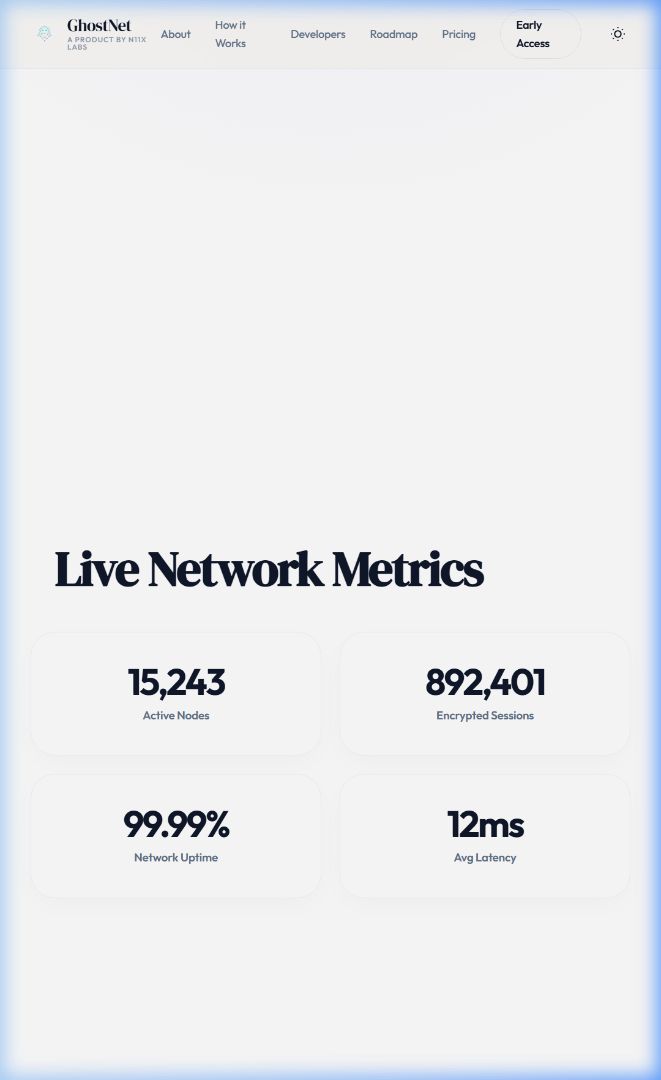 GhostNet
A PRODUCT BY N11X
LABS
About
How it
Works
Developers
Roadmap
Pricing
Early
Access
Live Network Metrics
15,243
Active Nodes
892,401
Encrypted Sessions
99.99%
Network Uptime
12ms
Avg Latency